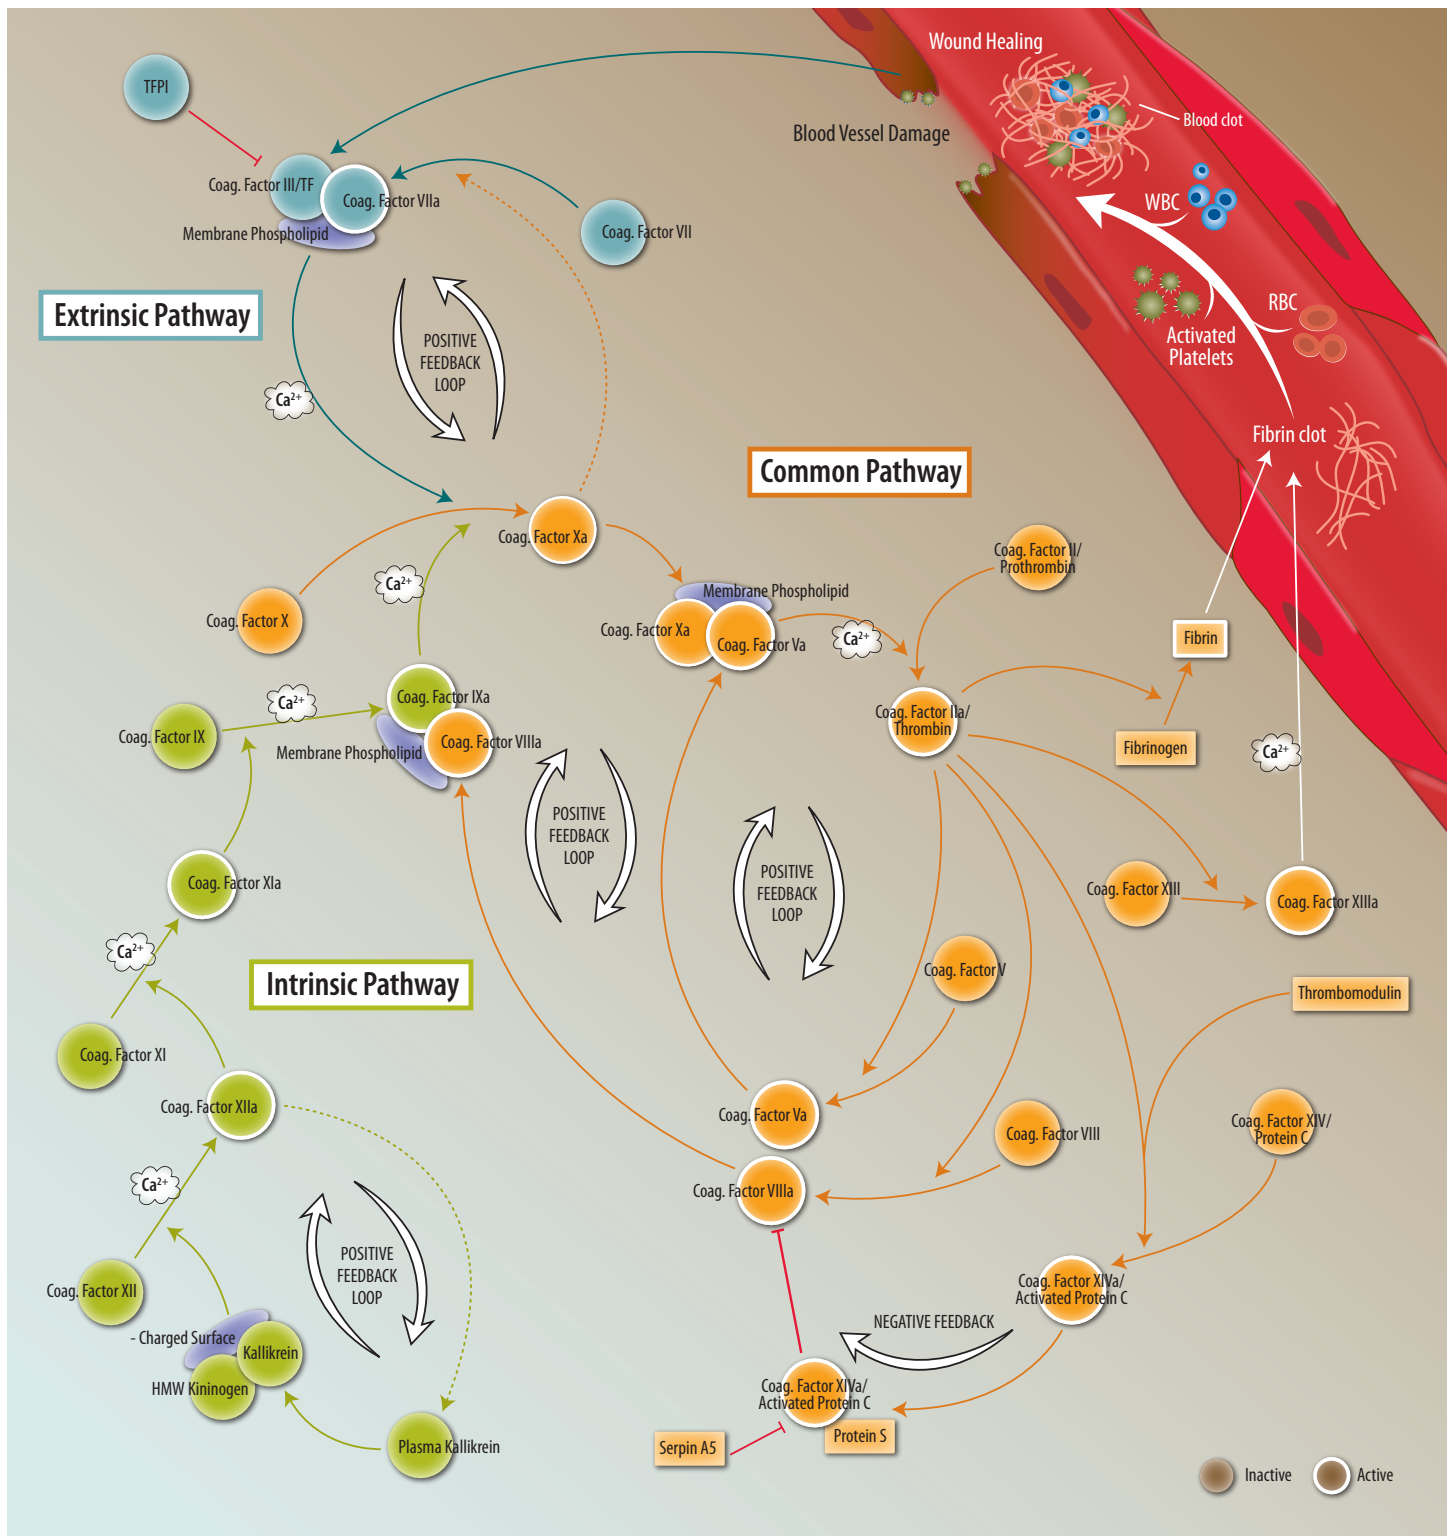 Wound Healing
TFPI
Blood clot
Blood Vessel Damage
Coag. Factor III/TF
Coag. Factor VIIa
WBC
Membrane Phospholipid
Coag. Factor VII
RBC
Extrinsic Pathway
Activated
Platelets
POSITIVE
FEEDBACK
LOOP
Ca2+
Fibrin clot
Common Pathway
Coag. Factor Xa
Coag. Factor II/
Prothrombin
Ca2+
Membrane Phospholipid
Coag. Factor X
Coag. Factor Xa
Coag. Factor Va
Ca2+
Fibrin
Coag. Factor IXa
Ca2+
Coag. Factor IX
Coag. Factor IIa/
Thrombin
Membrane Phospholipid
Coag. Factor VIIIa
Fibrinogen
Ca2+
POSITIVE
FEEDBACK
LOOP
POSITIVE
FEEDBACK
LOOP
Coag. Factor XIa
Coag. Factor XIII
Coag. Factor XIIIa
Ca2+
Intrinsic Pathway
Coag. Factor V
Thrombomodulin
Coag. Factor XI
Coag. Factor XIIa
Coag. Factor Va
Coag. Factor VIII
Coag. Factor XIV/
Protein C
Ca2+
Coag. Factor VIIIa
POSITIVE
FEEDBACK
LOOP
Coag. Factor XII
Coag. Factor XIVa/
Activated Protein C
NEGATIVE FEEDBACK
- Charged Surface
Kallikrein
HMW Kininogen
Coag. Factor XIVa/
Activated Protein C
Protein S
Plasma Kallikrein
Serpin A5
Inactive
Active